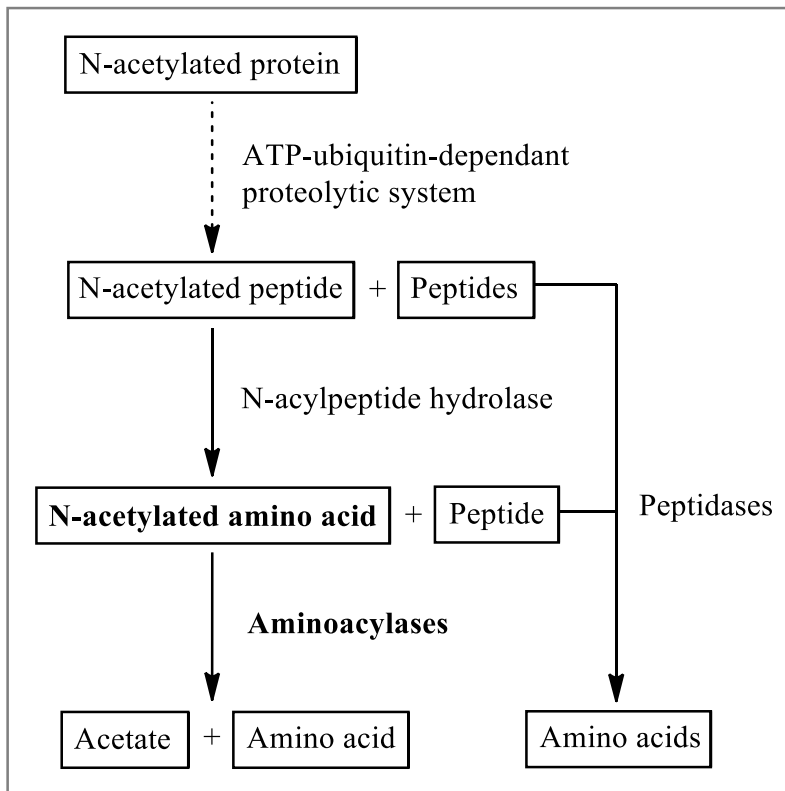 N-acetylated protein
ATP-ubiquitin-dependant
proteolytic system
N-acetylated peptide + Peptides
N-acylpeptide hydrolase
N-acetylated amino acid + Peptide
Peptidases
Aminoacylases
Acetate + Amino acid
Amino acids